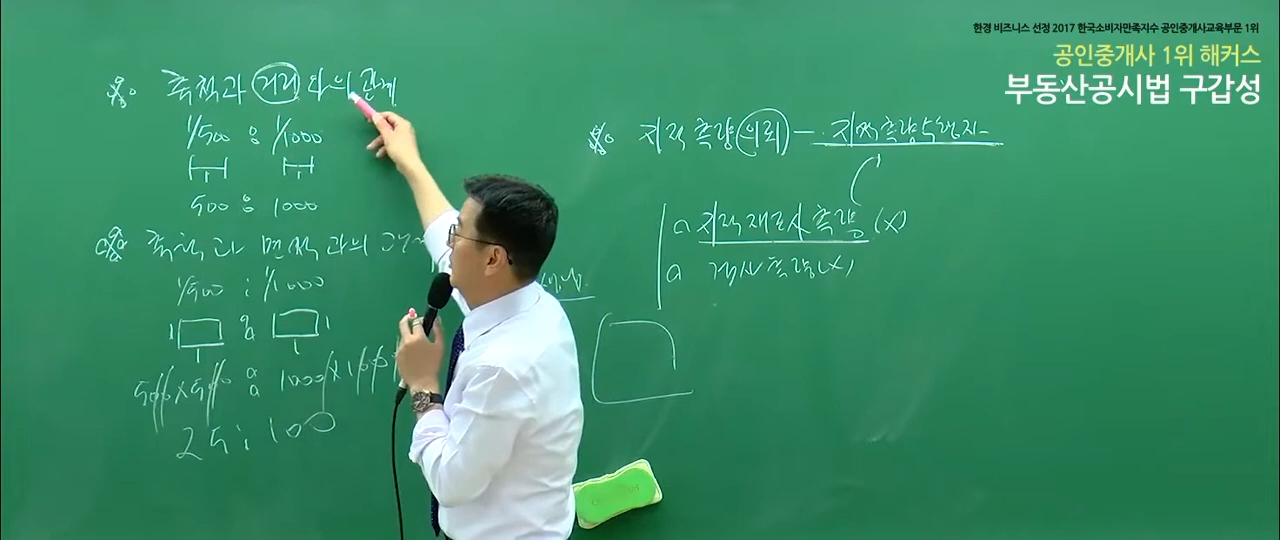 한경 비즈니스 선정 2017 한국소비자만족지수 공인중개사교육부문 1위
공인중개사 1위 해커스
부동산공시법 구갑성
축척과 거리와의 관계
1/500 : 1/1000
500 : 1000
축척과 면적과의
1/500 : 1/1000
1 : 1
1 1
500×500 : 1000×1000
25 : 100
지적측량 의뢰 - 지적측량수행자
지적재조사측량 (×)
검사측량(×)